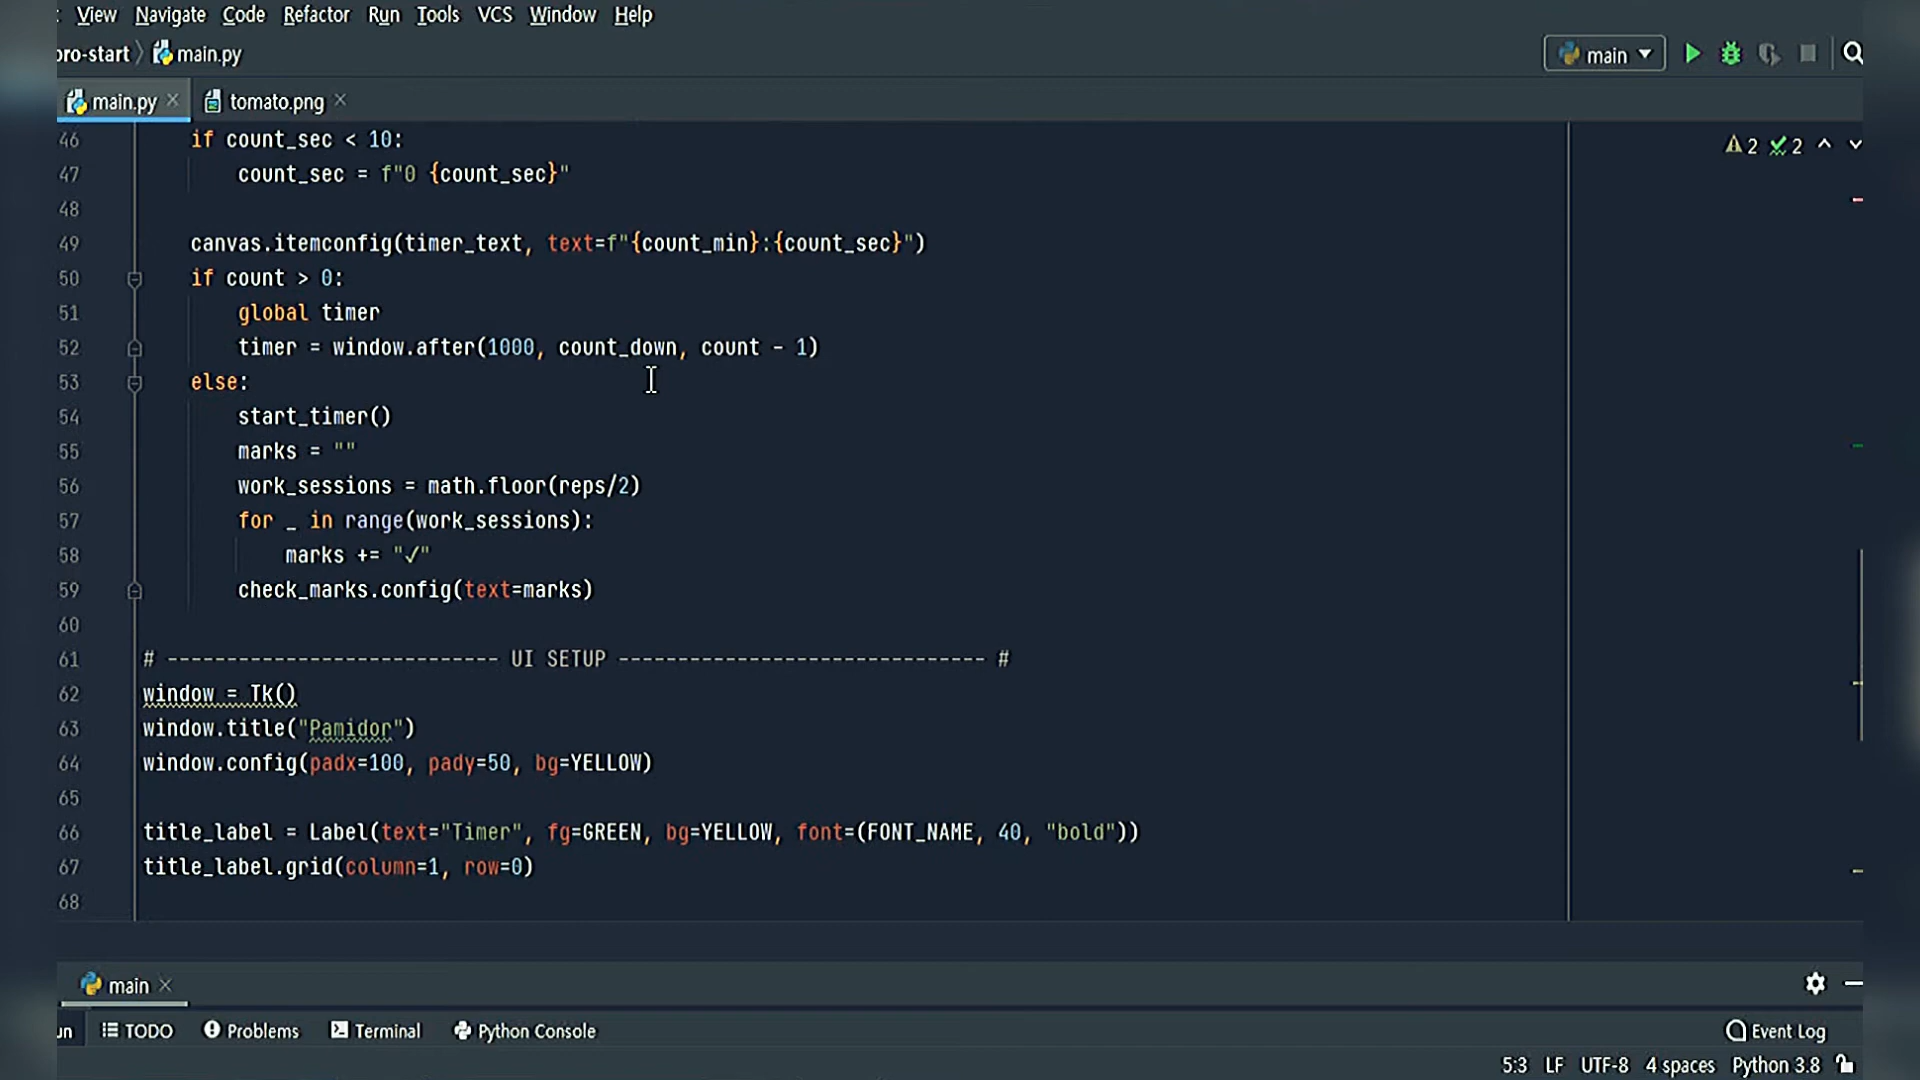 View Navigate Code Refactor Run Tools VCS Window Help
pro-start main.py main
main.py tomato.png
46 if count_sec < 10: 2 2
47 count_sec = f"0 {count_sec}"
48
49 canvas.itemconfig(timer_text, text=f"{count_min}:{count_sec}")
50 if count > 0:
51 global timer
52 timer = window.after(1000, count_down, count - 1)
53 else:
54 start_timer()
55 marks = ""
56 work_sessions = math.floor(reps/2)
57 for _ in range(work_sessions):
58 marks += "✓"
59 check_marks.config(text=marks)
60
61 # ---------------------------- UI SETUP ------------------------------- #
62 window = Tk()
63 window.title("Pamidor")
64 window.config(padx=100, pady=50, bg=YELLOW)
65
66 title_label = Label(text="Timer", fg=GREEN, bg=YELLOW, font=(FONT_NAME, 40, "bold"))
67 title_label.grid(column=1, row=0)
68
main
un TODO Problems Terminal Python Console Event Log
5:3 LF UTF-8 4 spaces Python 3.8